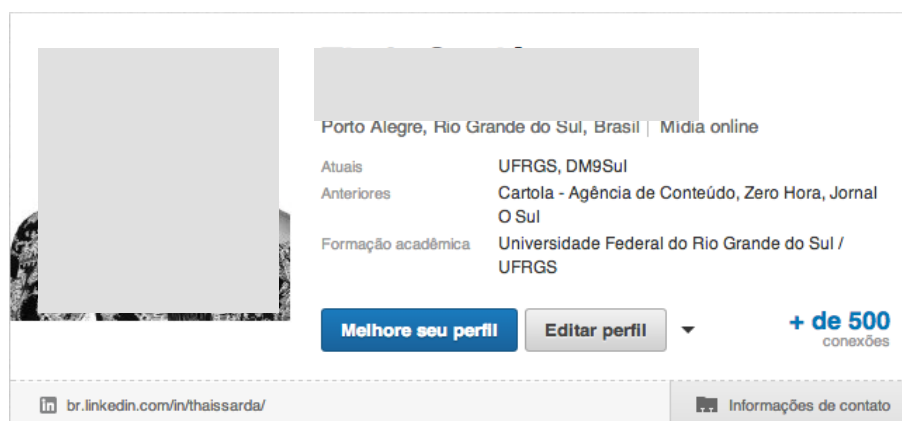 Porto Alegre, Rio Grande do Sul, Brasil | Mídia online
Atuais UFRGS, DM9Sul
Anteriores Cartola - Agência de Conteúdo, Zero Hora, Jornal
O Sul
Formação acadêmica Universidade Federal do Rio Grande do Sul /
UFRGS
Melhore seu perfil Editar perfil + de 500
conexões
in br.linkedin.com/in/thaissarda/ Informações de contato